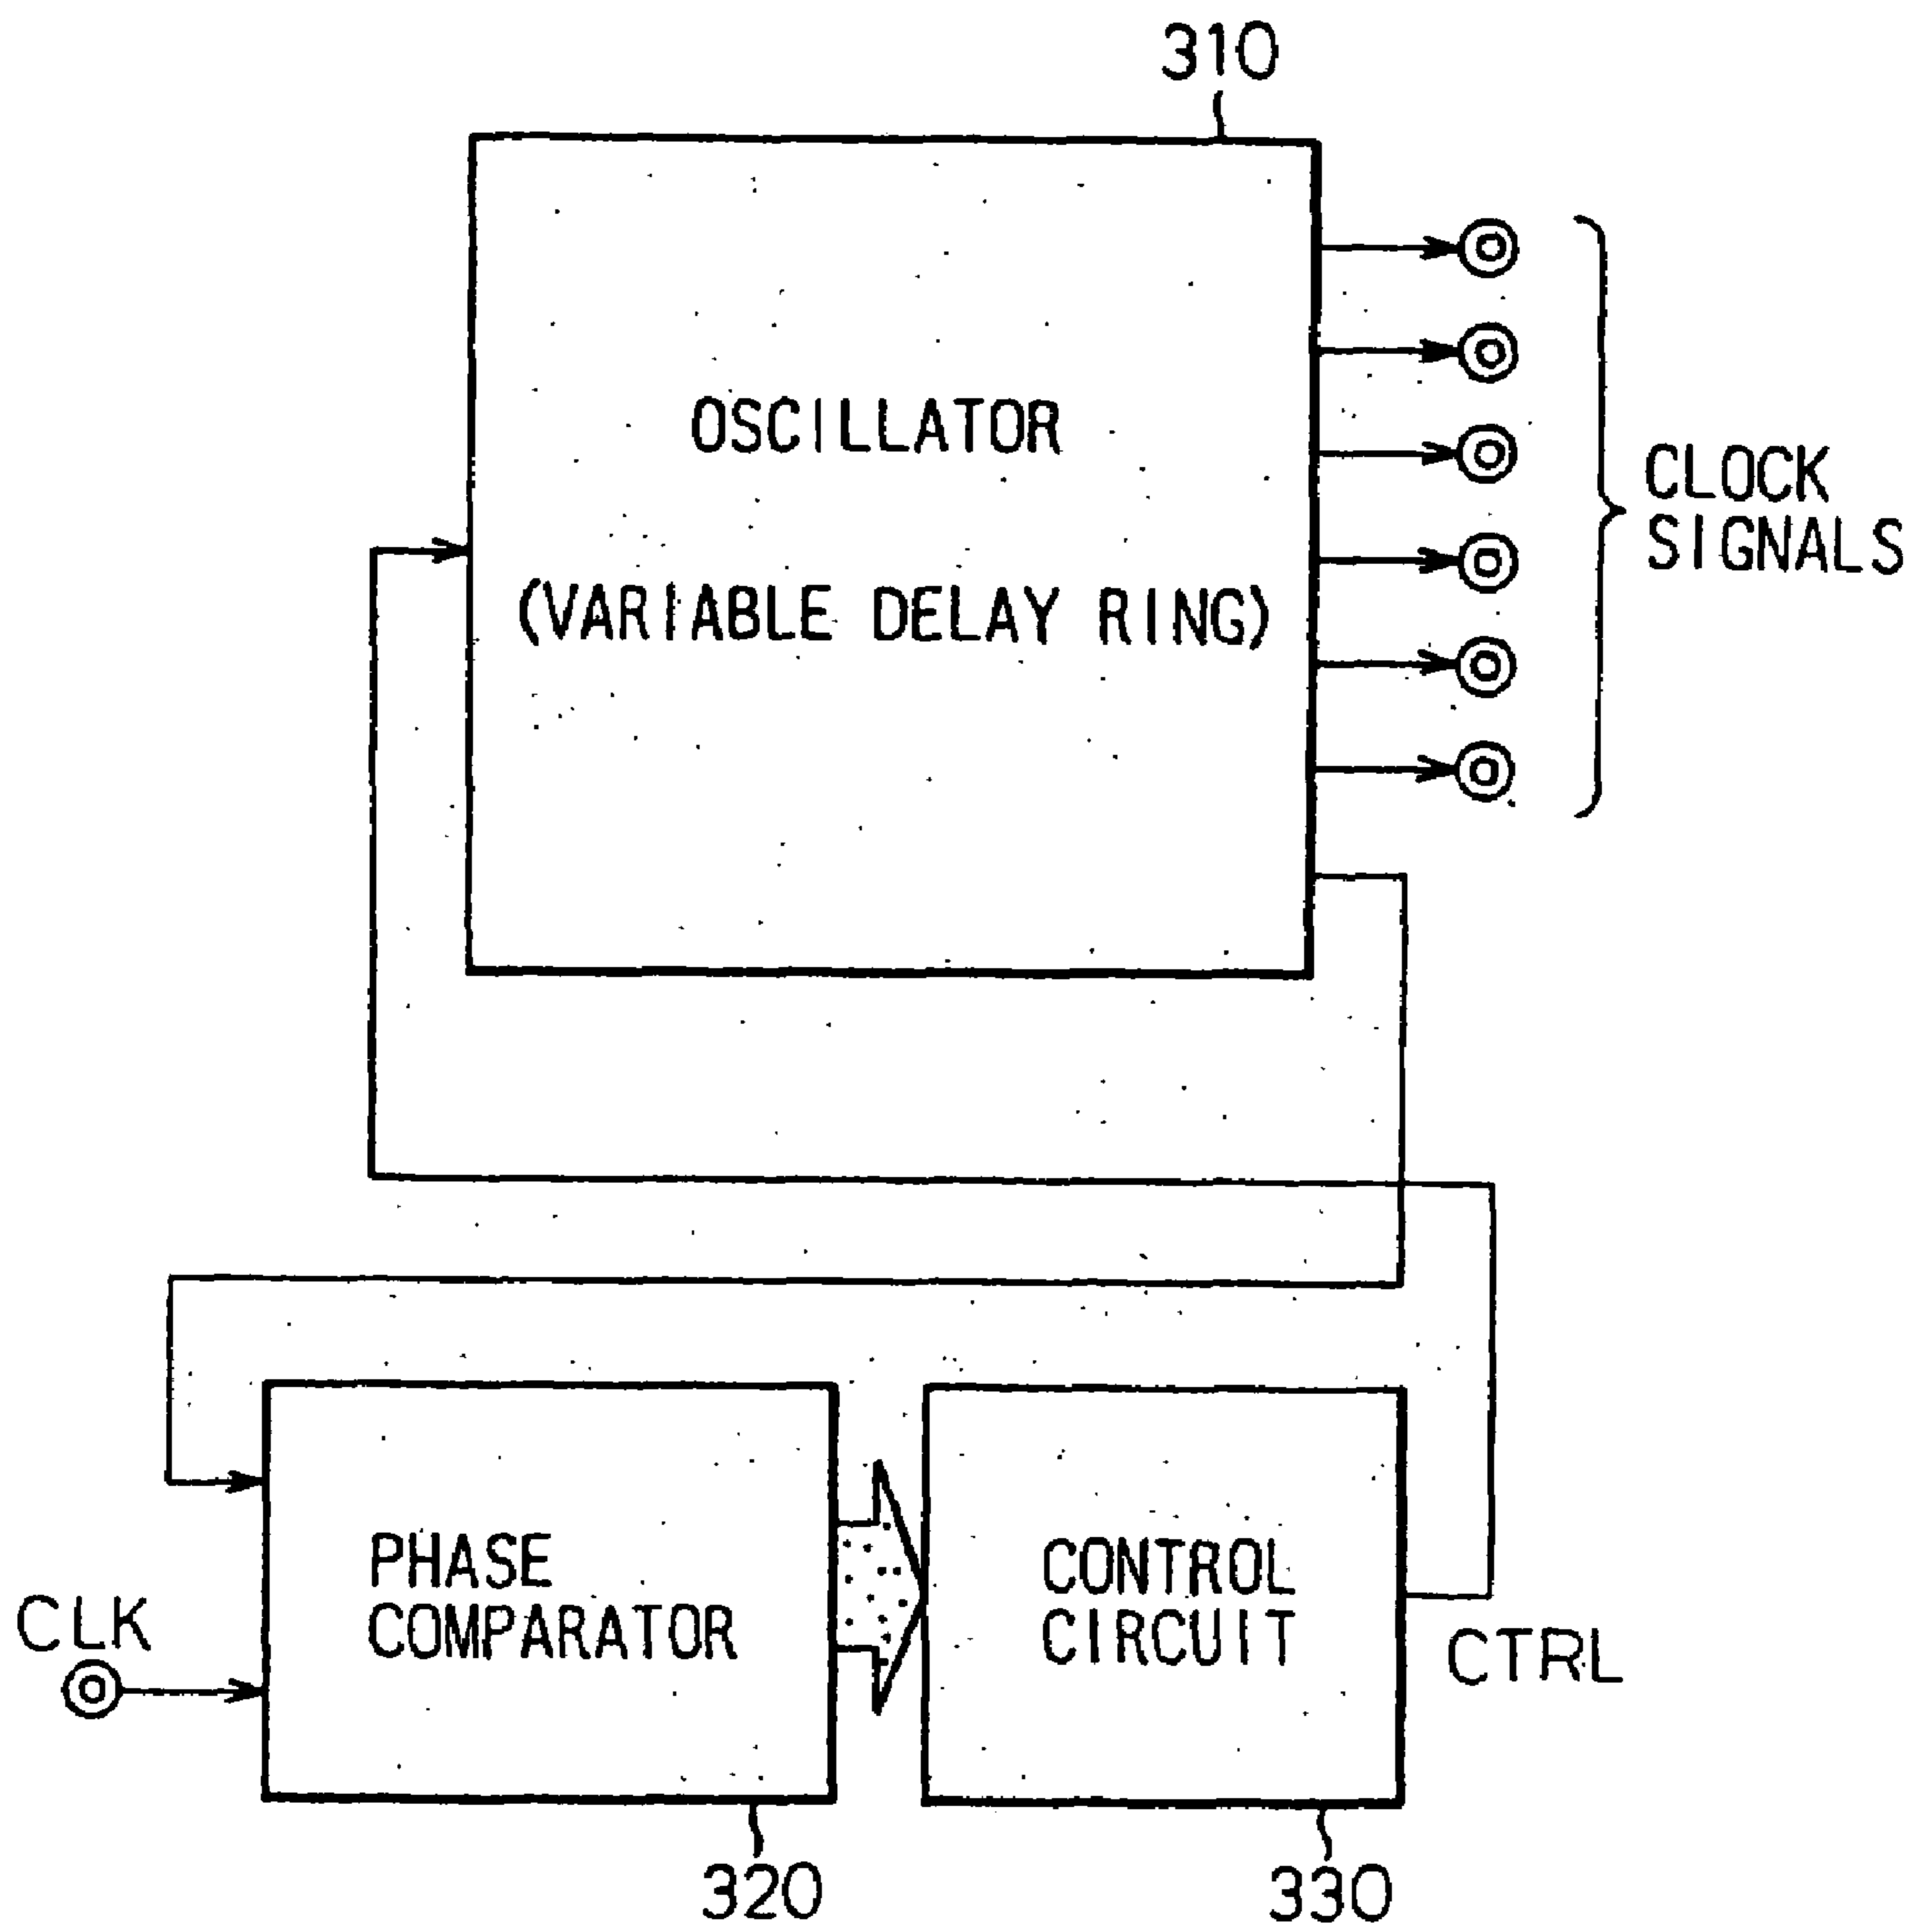 310
OSCILLATOR
(VARIABLE DELAY RING)
CLOCK
SIGNALS
PHASE
COMPARATOR
CONTROL
CIRCUIT
CLK
CTRL
320
330